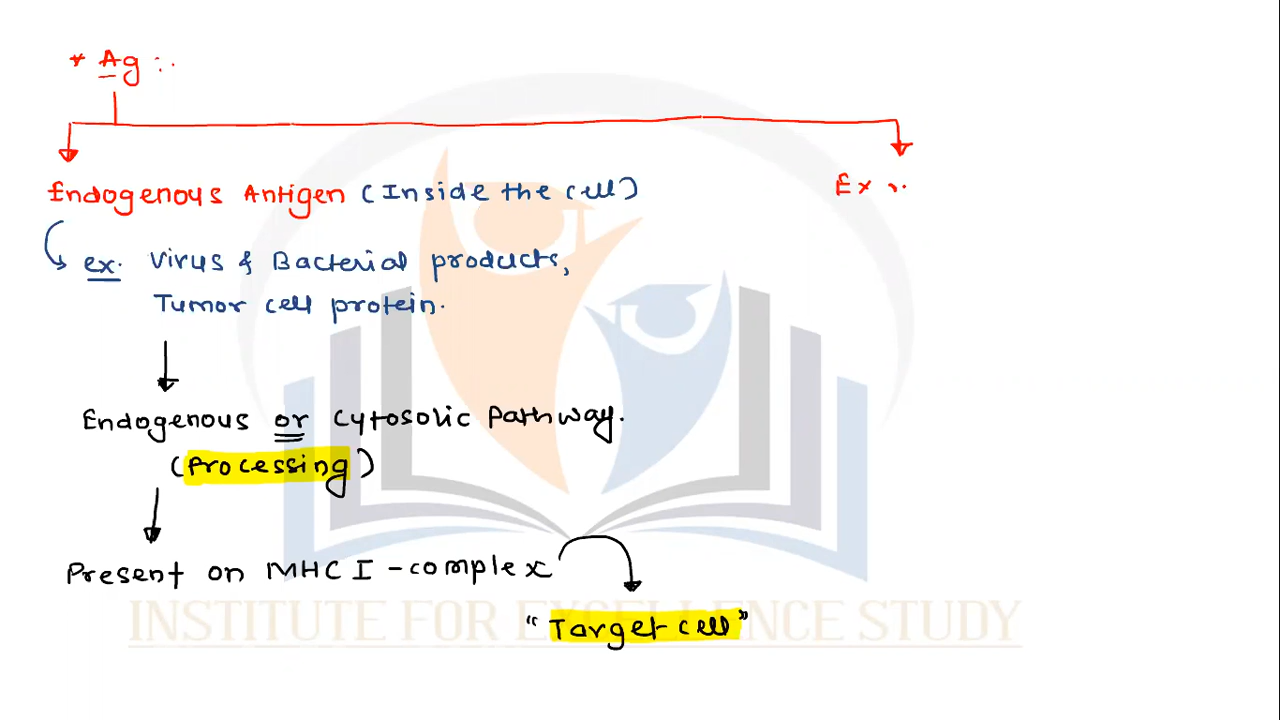 * Ag :.
Endogenous Antigen (Inside the cell)
Ex :.
ex. Virus & Bacterial products,
Tumor cell protein.
Endogenous or Cytosolic Pathway.
(Processing)
Present on MHC I - complex
"Target cell"
INSTITUTE FOR EXCELLENCE STUDY